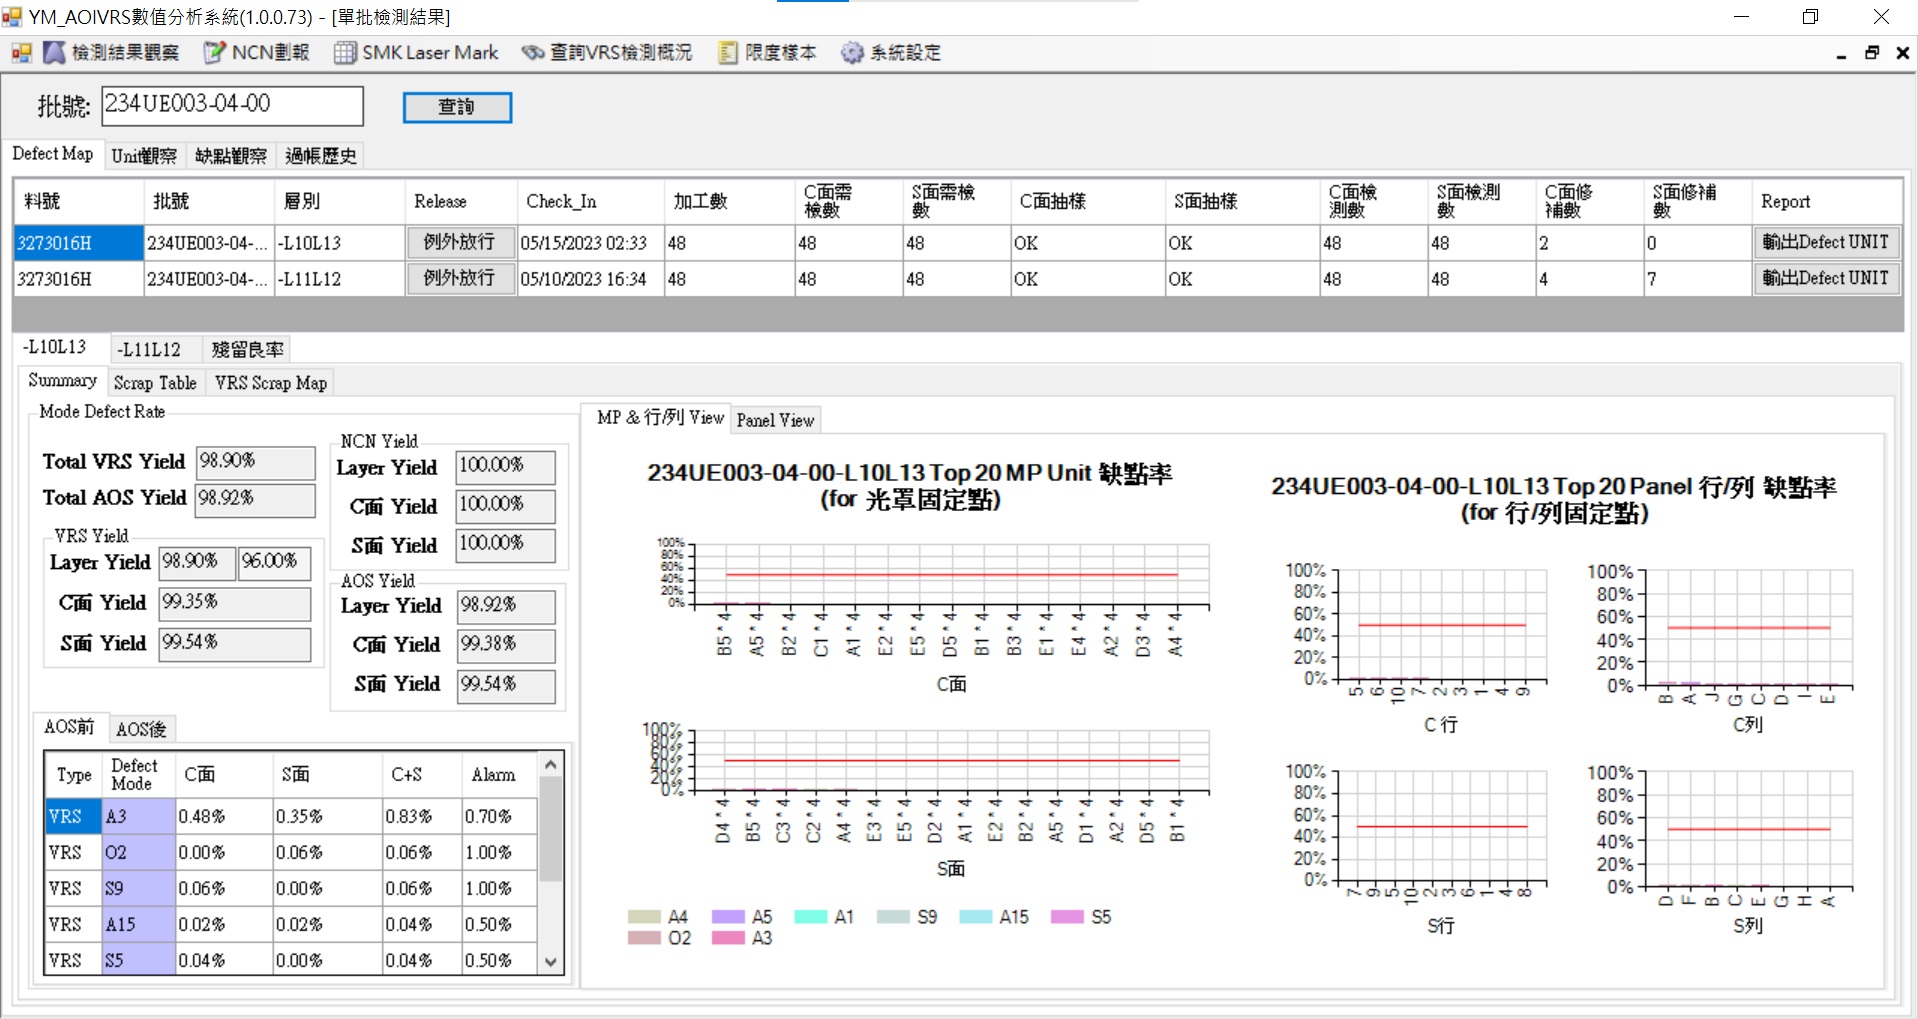 YM_AOIVRS數值分析系統(1.0.0.73) - [單批檢測結果]
檢測結果觀察 NCN劃報 SMK Laser Mark 查詢VRS檢測概況 限度樣本 系統設定
批號: 234UE003-04-00 查詢
Defect Map Unit觀察 缺點觀察 過帳歷史
料號 批號 層別 Release Check_In 加工數 C面需檢數 S面需檢數 C面抽樣 S面抽樣 C面檢測數 S面檢測數 C面修補數 S面修補數 Report
3273016H 234UE003-04-... -L10L13 例外放行 05/15/2023 02:33 48 48 48 OK OK 48 48 2 0 輸出Defect UNIT
3273016H 234UE003-04-... -L11L12 例外放行 05/10/2023 16:34 48 48 48 OK OK 48 48 4 7 輸出Defect UNIT
-L10L13 -L11L12 殘留良率
Summary Scrap Table VRS Scrap Map
Mode Defect Rate
Total VRS Yield 98.90%
Total AOS Yield 98.92%
VRS Yield
Layer Yield 98.90% 96.00%
C面 Yield 99.35%
S面 Yield 99.54%
NCN Yield
Layer Yield 100.00%
C面 Yield 100.00%
S面 Yield 100.00%
AOS Yield
Layer Yield 98.92%
C面 Yield 99.38%
S面 Yield 99.54%
AOS前 AOS後
Type Defect Mode C面 S面 C+S Alarm
VRS A3 0.48% 0.35% 0.83% 0.70%
VRS O2 0.00% 0.06% 0.06% 1.00%
VRS S9 0.06% 0.00% 0.06% 1.00%
VRS A15 0.02% 0.02% 0.04% 0.50%
VRS S5 0.04% 0.00% 0.04% 0.50%
MP & 行/列 View Panel View
234UE003-04-00-L10L13 Top 20 MP Unit 缺點率
(for 光罩固定點)
100%
80%
60%
40%
20%
0%
B5 * 4 A5 * 4 B2 * 4 C1 * 4 A1 * 4 E2 * 4 E5 * 4 D5 * 4 B1 * 4 B3 * 4 E1 * 4 E4 * 4 A2 * 4 D3 * 4 A4 * 4
C面
100%
80%
60%
40%
20%
0%
D4 * 4 B5 * 4 C3 * 4 C2 * 4 A4 * 4 E3 * 4 E5 * 4 D2 * 4 A1 * 4 E2 * 4 B2 * 4 A5 * 4 D1 * 4 A2 * 4 D5 * 4 B1 * 4
S面
A4 A5 A1 S9 A15 S5
O2 A3
234UE003-04-00-L10L13 Top 20 Panel 行/列 缺點率
(for 行/列固定點)
100%
80%
60%
40%
20%
0%
5 6 10 7 2 3 1 4 9
C 行
100%
80%
60%
40%
20%
0%
B A J G C D I E
C列
100%
80%
60%
40%
20%
0%
7 9 5 10 2 3 6 1 4 8
S行
100%
80%
60%
40%
20%
0%
D F B C E G H A
S列